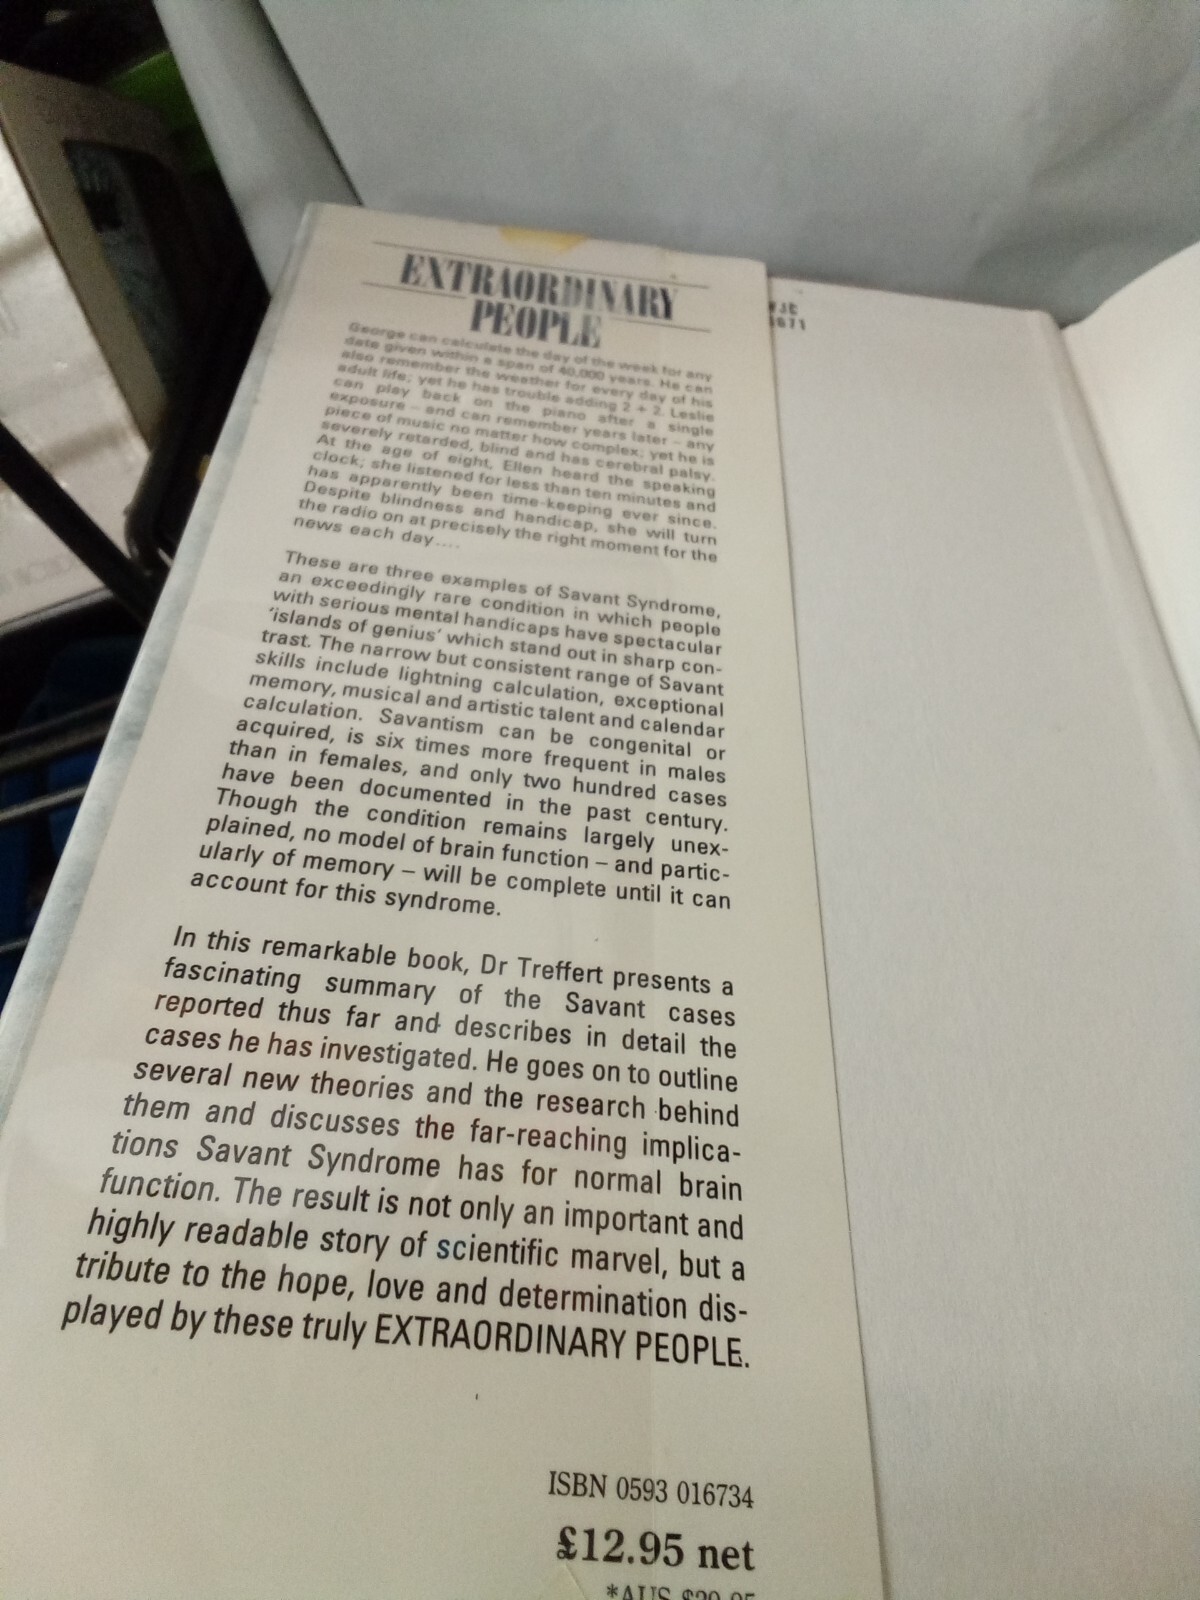 EXTRAORDINARY
PEOPLE
George can calculate the day of the week for any
date given within a span of 40,000 years. He can
also remember the weather for every day of his
adult life; yet he has trouble adding 2 + 2. Leslie
can play back on the piano after a single
exposure – and can remember years later – any
piece of music no matter how complex; yet he is
severely retarded, blind and has cerebral palsy.
At the age of eight, Ellen heard the speaking
clock; she listened for less than ten minutes and
has apparently been time-keeping ever since.
Despite blindness and handicap, she will turn
the radio on at precisely the right moment for the
news each day....
These are three examples of Savant Syndrome,
an exceedingly rare condition in which people
with serious mental handicaps have spectacular
'islands of genius' which stand out in sharp con-
trast. The narrow but consistent range of Savant
skills include lightning calculation, exceptional
memory, musical and artistic talent and calendar
calculation. Savantism can be congenital or
acquired, is six times more frequent in males
than in females, and only two hundred cases
have been documented in the past century.
Though the condition remains largely unex-
plained, no model of brain function – and partic-
ularly of memory – will be complete until it can
account for this syndrome.
In this remarkable book, Dr Treffert presents a
fascinating summary of the Savant cases
reported thus far and describes in detail the
cases he has investigated. He goes on to outline
several new theories and the research behind
them and discusses the far-reaching implica-
tions Savant Syndrome has for normal brain
function. The result is not only an important and
highly readable story of scientific marvel, but a
tribute to the hope, love and determination dis-
played by these truly EXTRAORDINARY PEOPLE.
ISBN 0593 016734
£12.95 net
*AUS